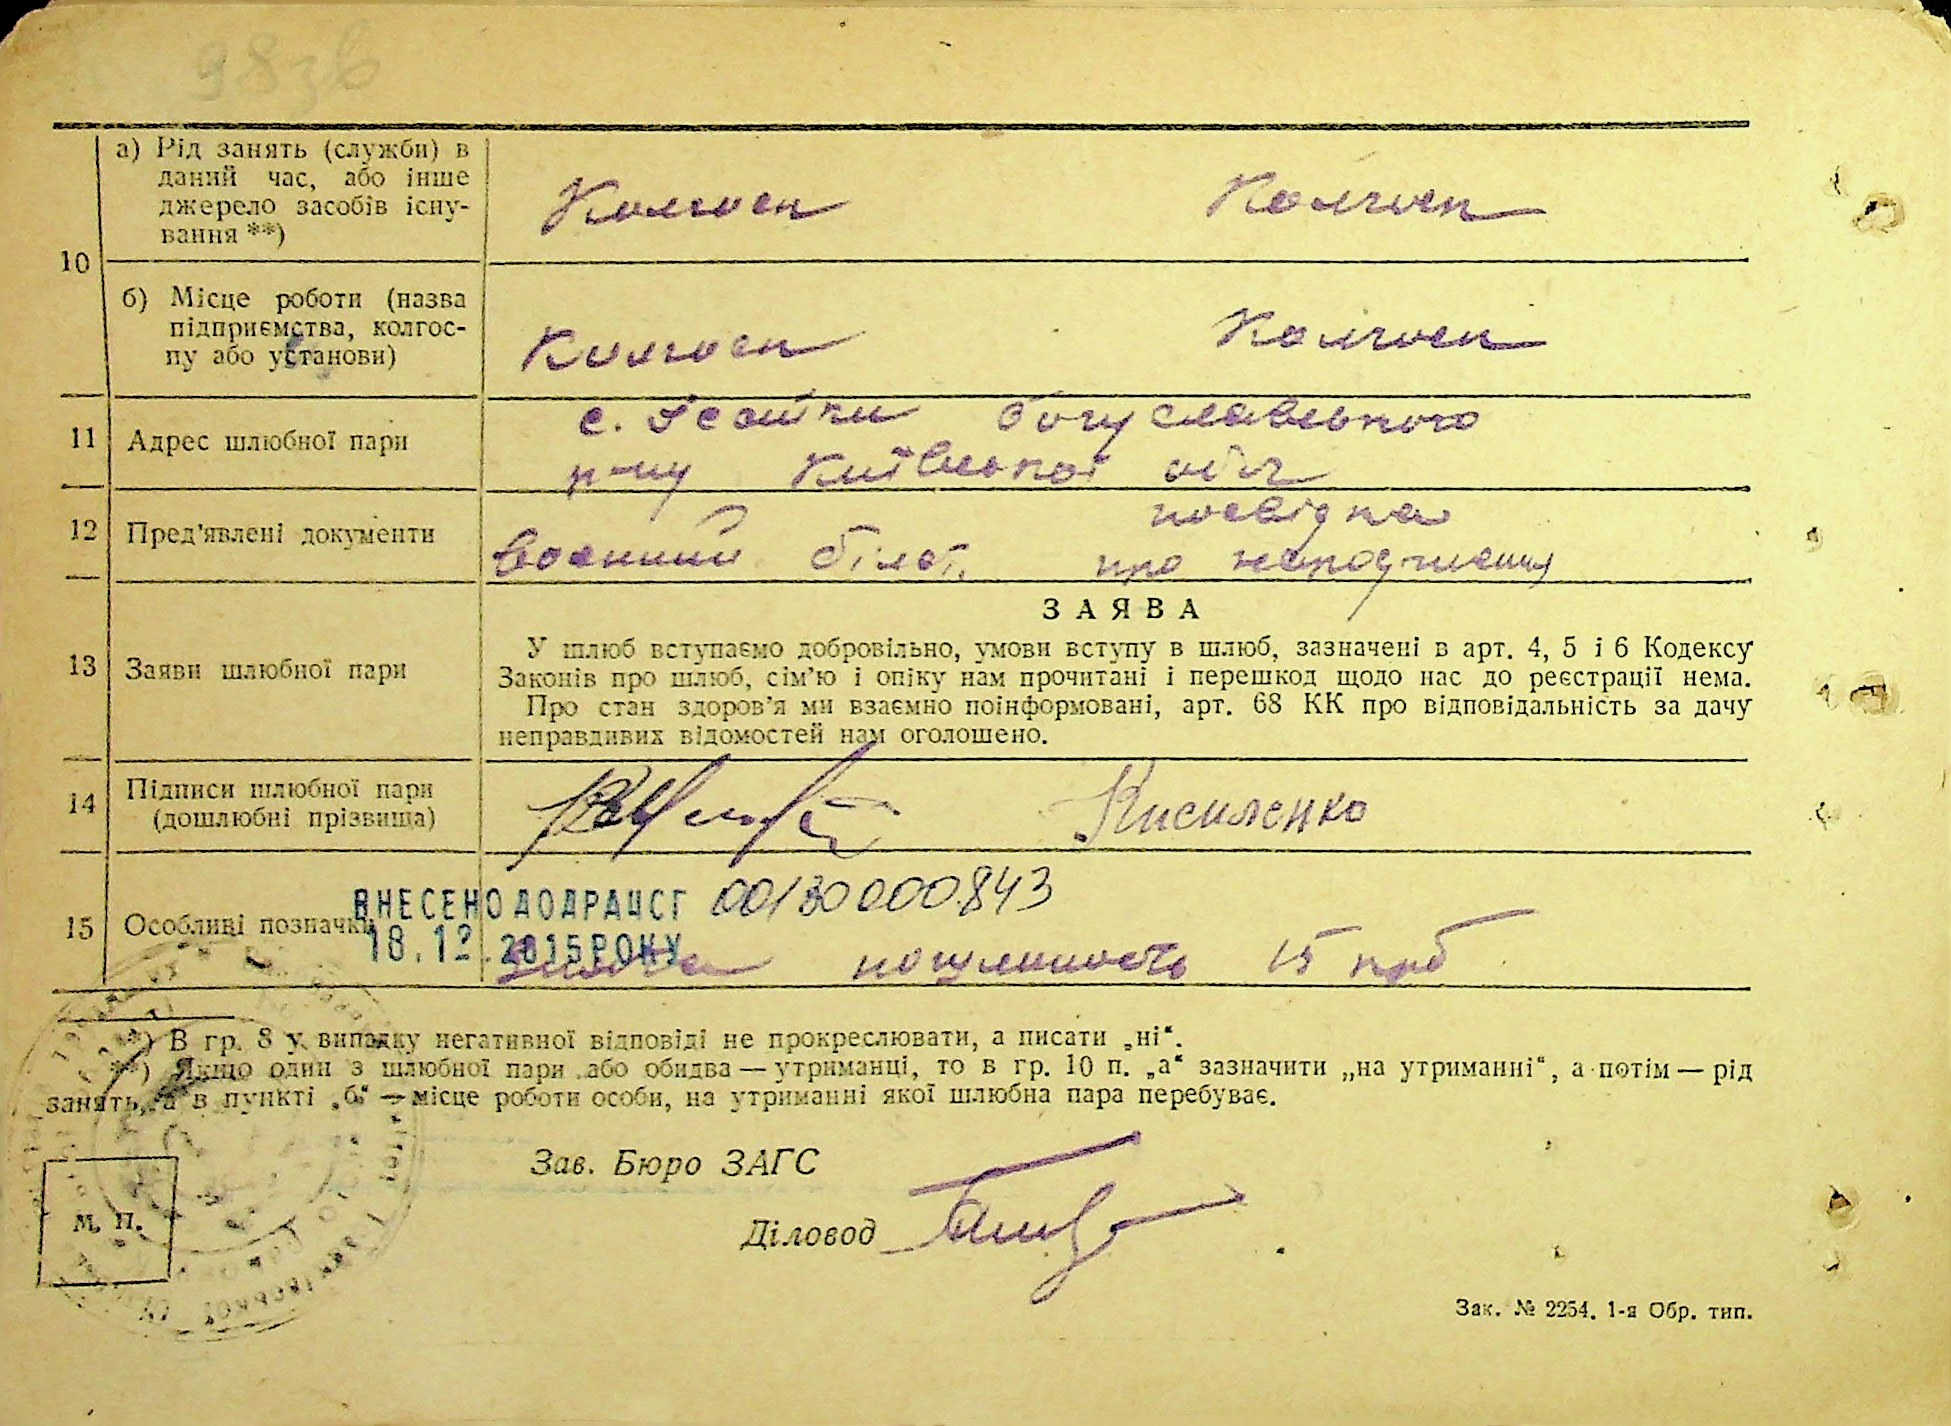 98зв
а) Рід занять (служби) в
даний час, або інше
джерело засобів існу-
вання **)
Колгосп Колгосп
10
б) Місце роботи (назва
підприємства, колгос-
пу або установи)
Колгосп Колгосп
11 Адрес шлюбної пари
с. Ісайки Богуславського
р-ну Київської обл
12 Пред'явлені документи
посвідка
военний білет. про народження
ЗАЯВА
13 Заяви шлюбної пари
У шлюб вступаємо добровільно, умови вступу в шлюб, зазначені в арт. 4, 5 і 6 Кодексу
Законів про шлюб, сім'ю і опіку нам прочитані і перешкод щодо нас до реєстрації нема.
Про стан здоров'я ми взаємно поінформовані, арт. 68 КК про відповідальність за дачу
неправдивих відомостей нам оголошено.
14 Підписи шлюбної пари
(дошлюбні прізвища)
Кисиленко
15 Особливі позначки
ВНЕСЕНО ДО ДРАЦСГ 00130000843
18.12.2015 РОКУ
пошлиность 15 крб
*) В гр. 8 у випадку негативної відповіді не прокреслювати, а писати „ні“.
**) Якщо один з шлюбної пари або обидва — утриманці, то в гр. 10 п. „а“ зазначити „на утриманні“, а потім — рід
занять, а в пункті „б“ — місце роботи особи, на утриманні якої шлюбна пара перебуває.
Зав. Бюро ЗАГС
Діловод
М. П.
Зак. № 2254. 1-я Обр. тип.